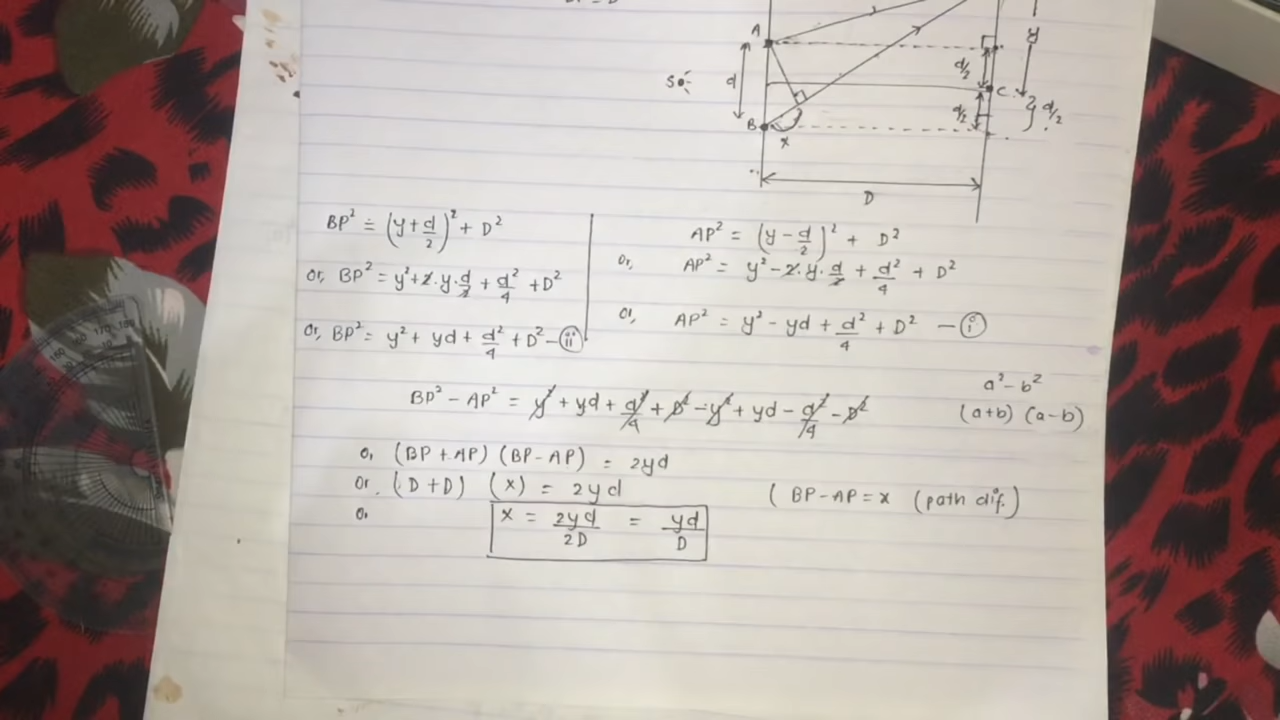 A
d/2
y
S
d
C
d/2
d/2
B
x
D
BP² = (y+d/2)² + D²
or, BP² = y²+2.y.d/2 + d²/4 + D²
or, BP² = y² + yd + d²/4 + D² - (ii)
AP² = (y - d/2)² + D²
or, AP² = y² - 2.y.d/2 + d²/4 + D²
or, AP² = y² - yd + d²/4 + D² - (i)
a² - b²
(a+b) (a-b)
BP² - AP² = y² + yd + d²/4 + D² - y² + yd - d²/4 - D²
or, (BP + AP) (BP - AP) = 2yd
or, (D+D) (x) = 2yd
( BP - AP = x (path dif.)
or, x = 2yd/2D = yd/D